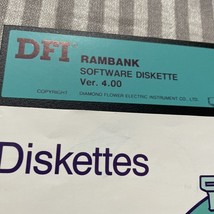 DFI RAMBANK
SOFTWARE DISKETTE
Ver. 4.00
COPYRIGHT DIAMOND FLOWER ELECTRIC INSTRUMENT CO., LTD.
Diskettes